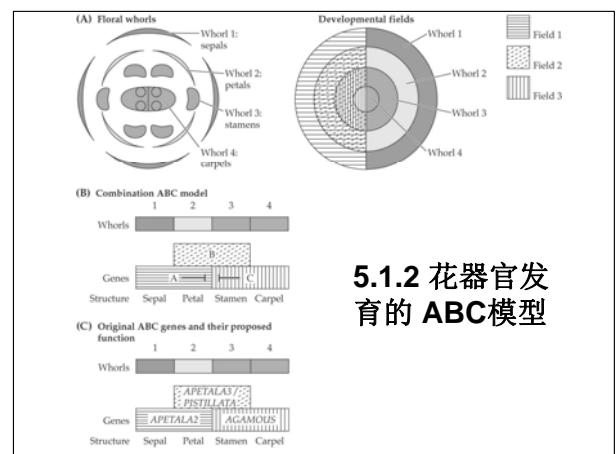 (A) Floral whorls
Whorl 1:
sepals
Whorl 2:
petals
Whorl 3:
stamens
Whorl 4:
carpels
Developmental fields
Whorl 1
Whorl 2
Whorl 3
Whorl 4
Field 1
Field 2
Field 3
(B) Combination ABC model
1 2 3 4
Whorls
B
Genes A C
Structure Sepal Petal Stamen Carpel
(C) Original ABC genes and their proposed
function
1 2 3 4
Whorls
APETALA3/
PISTILLATA
Genes APETALA2 AGAMOUS
Structure Sepal Petal Stamen Carpel
5.1.2 花器官发
育的 ABC模型